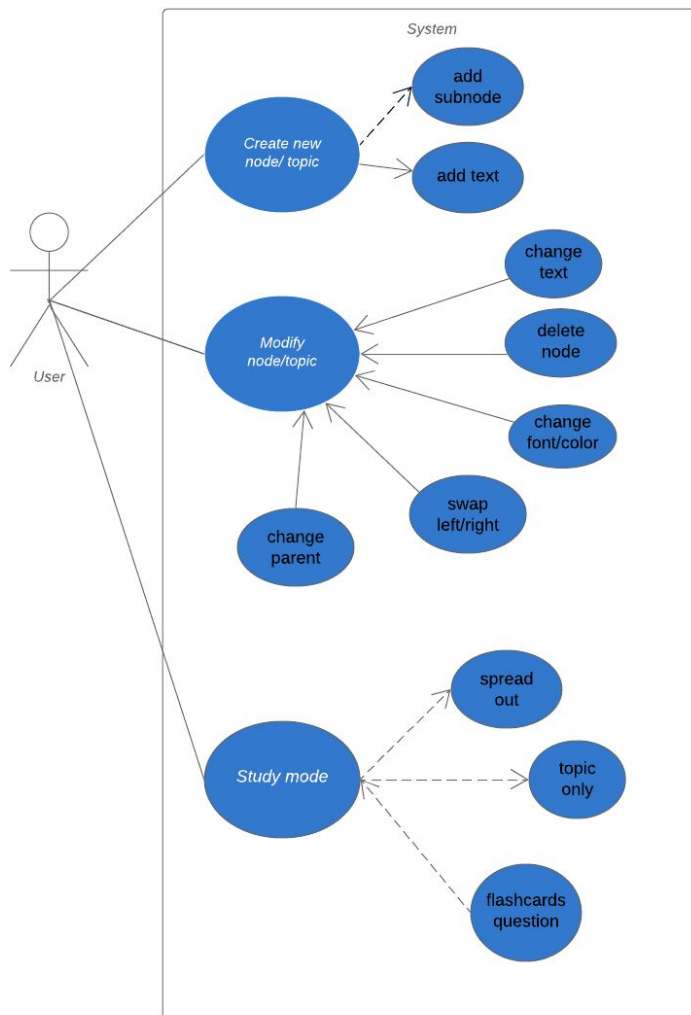 System
add
subnode
Create new
node/ topic
add text
User
change
text
Modify
node/topic
delete
node
change
font/color
swap
left/right
change
parent
spread
out
Study mode
topic
only
flashcards
question